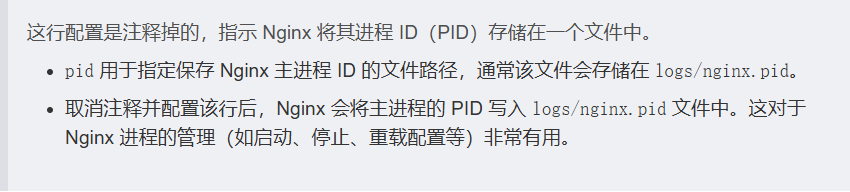 这行配置是注释掉的，指示 Nginx 将其进程 ID（PID）存储在一个文件中。
• pid 用于指定保存 Nginx 主进程 ID 的文件路径，通常该文件会存储在 logs/nginx.pid。
• 取消注释并配置该行后，Nginx 会将主进程的 PID 写入 logs/nginx.pid 文件中。这对于
Nginx 进程的管理（如启动、停止、重载配置等）非常有用。